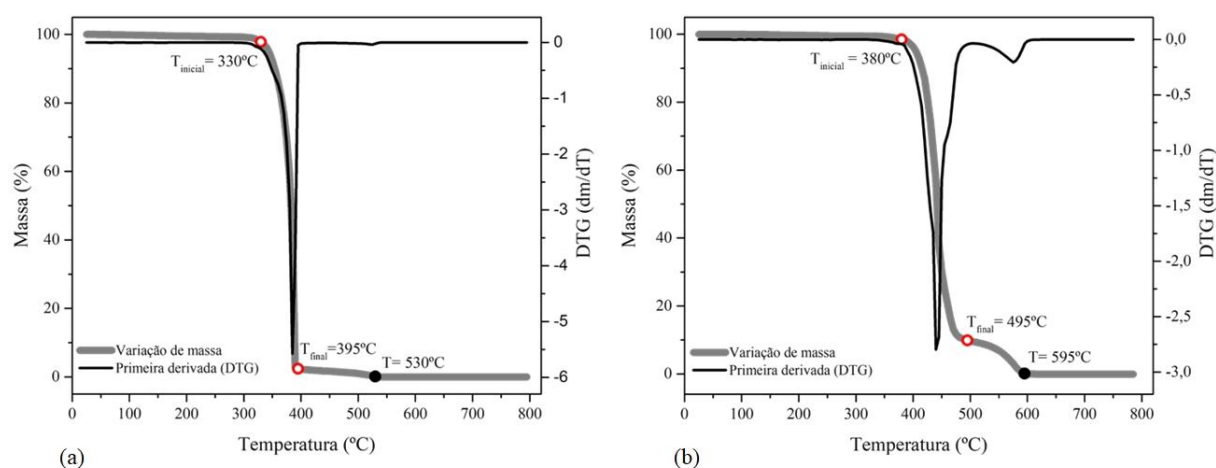 100
80
60
40
20
0
Massa (%)
0
-1
-2
-3
-4
-5
-6
DTG (dm/dT)
T inicial = 330ºC
T final =395ºC
T= 530ºC
Variação de massa
Primeira derivada (DTG)
0 100 200 300 400 500 600 700 800
Temperatura (ºC)
(a)
100
80
60
40
20
0
Massa (%)
0,0
-0,5
-1,0
-1,5
-2,0
-2,5
-3,0
DTG (dm/dT)
T inicial = 380ºC
T final = 495ºC
T= 595ºC
Variação de massa
Primeira derivada (DTG)
0 100 200 300 400 500 600 700 800
Temperatura (ºC)
(b)